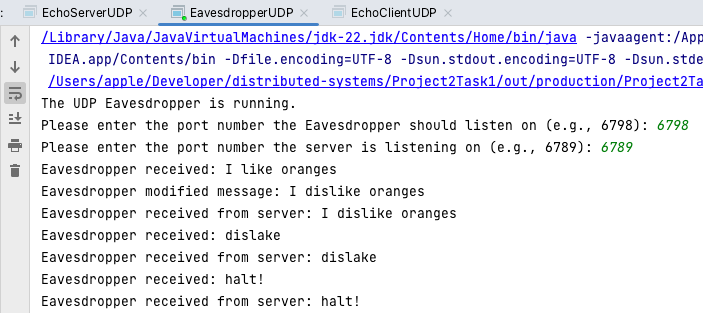 : EchoServerUDP × EavesdropperUDP × EchoClientUDP ×
/Library/Java/JavaVirtualMachines/jdk-22.jdk/Contents/Home/bin/java -javaagent:/App
IDEA.app/Contents/bin -Dfile.encoding=UTF-8 -Dsun.stdout.encoding=UTF-8 -Dsun.stde
/Users/apple/Developer/distributed-systems/Project2Task1/out/production/Project2Ta
The UDP Eavesdropper is running.
Please enter the port number the Eavesdropper should listen on (e.g., 6798): 6798
Please enter the port number the server is listening on (e.g., 6789): 6789
Eavesdropper received: I like oranges
Eavesdropper modified message: I dislike oranges
Eavesdropper received from server: I dislike oranges
Eavesdropper received: dislake
Eavesdropper received from server: dislake
Eavesdropper received: halt!
Eavesdropper received from server: halt!